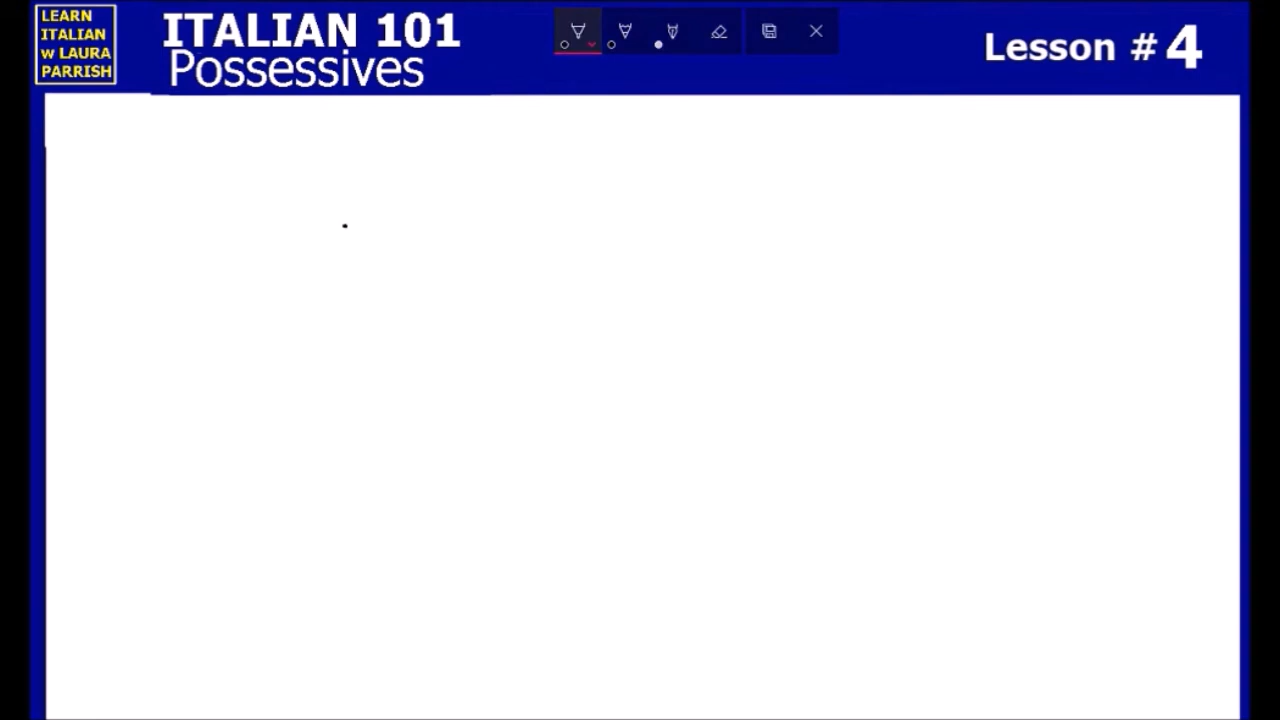 LEARN
ITALIAN
w LAURA
PARRISH
ITALIAN 101
Possessives
Lesson # 4